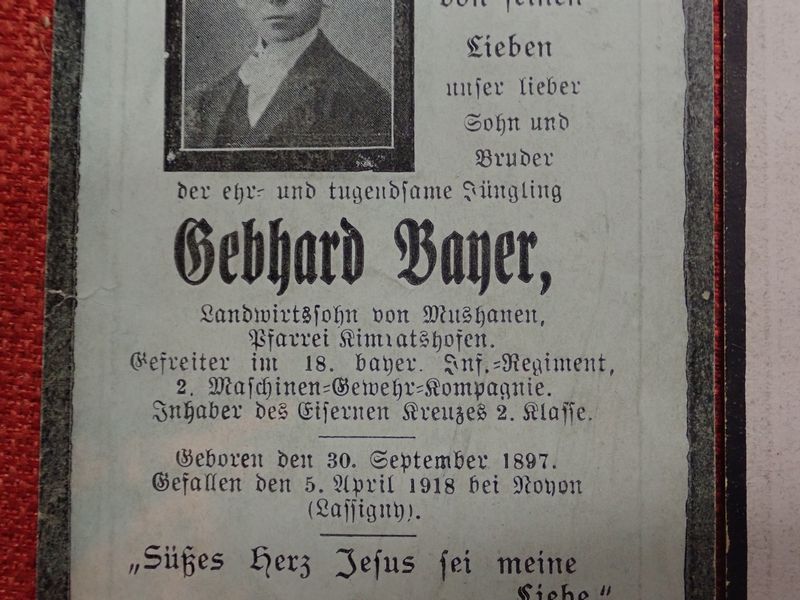 von seinen
Lieben
unser lieber
Sohn und
Bruder
der ehr- und tugendsame Jüngling
Gebhard Bayer,
Landwirtssohn von Mushanen,
Pfarrei Kimratshofen.
Gefreiter im 18. bayer. Inf.-Regiment,
2. Maschinen-Gewehr-Kompagnie.
Inhaber des Eisernen Kreuzes 2. Klasse.
Geboren den 30. September 1897.
Gefallen den 5. April 1918 bei Noyon
(Lassigny).
„Süßes Herz Jesus sei meine
Liebe“